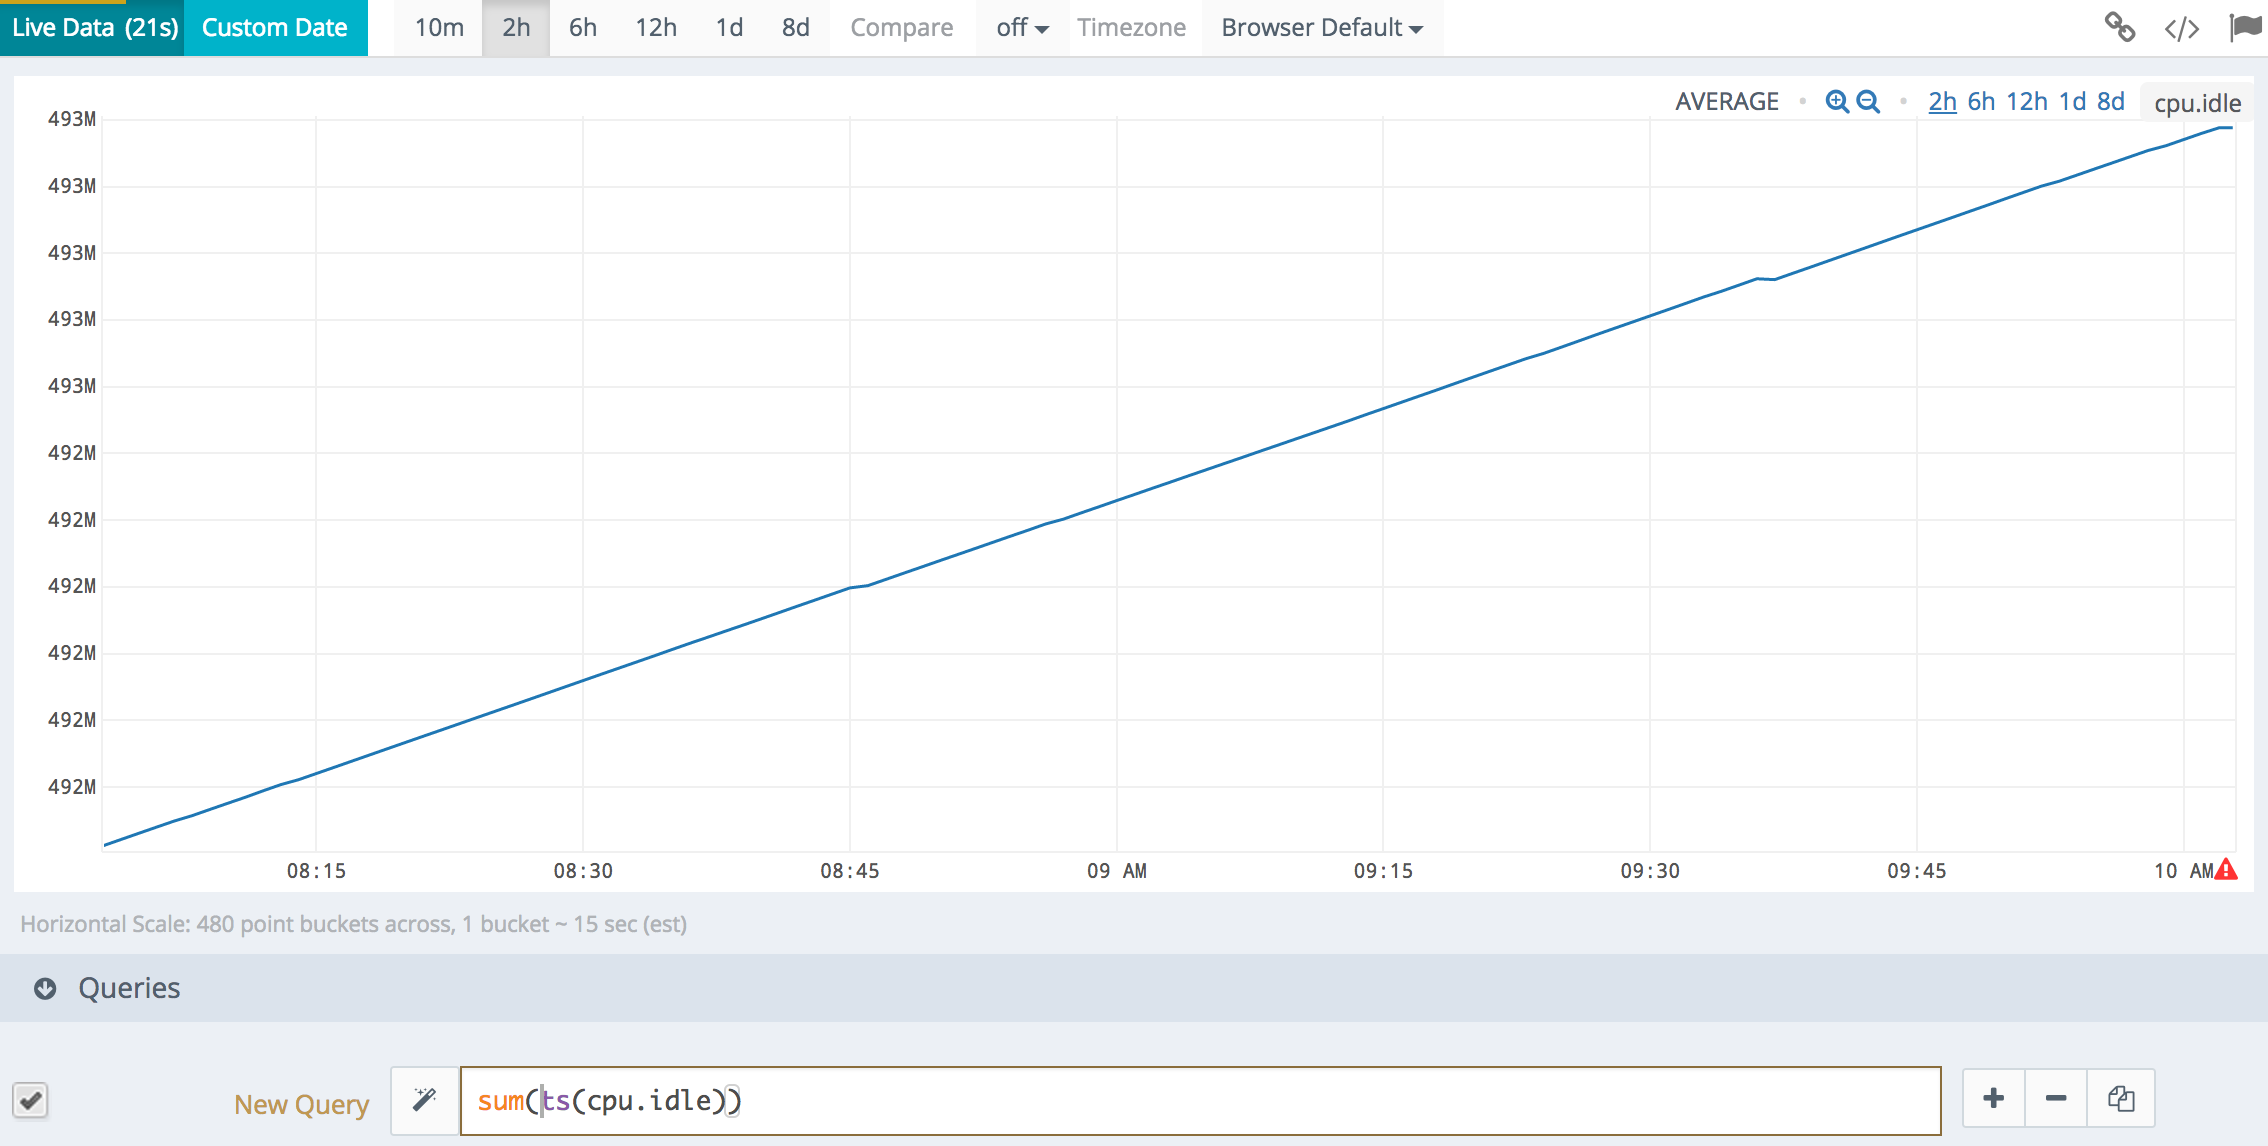 Live Data (21s) Custom Date 10m 2h 6h 12h 1d 8d Compare off Timezone Browser Default </>
AVERAGE • • 2h 6h 12h 1d 8d cpu.idle
493M
493M
493M
493M
493M
492M
492M
492M
492M
492M
492M
08:15 08:30 08:45 09 AM 09:15 09:30 09:45 10 AM
Horizontal Scale: 480 point buckets across, 1 bucket ~ 15 sec (est)
Queries
New Query sum(ts(cpu.idle))